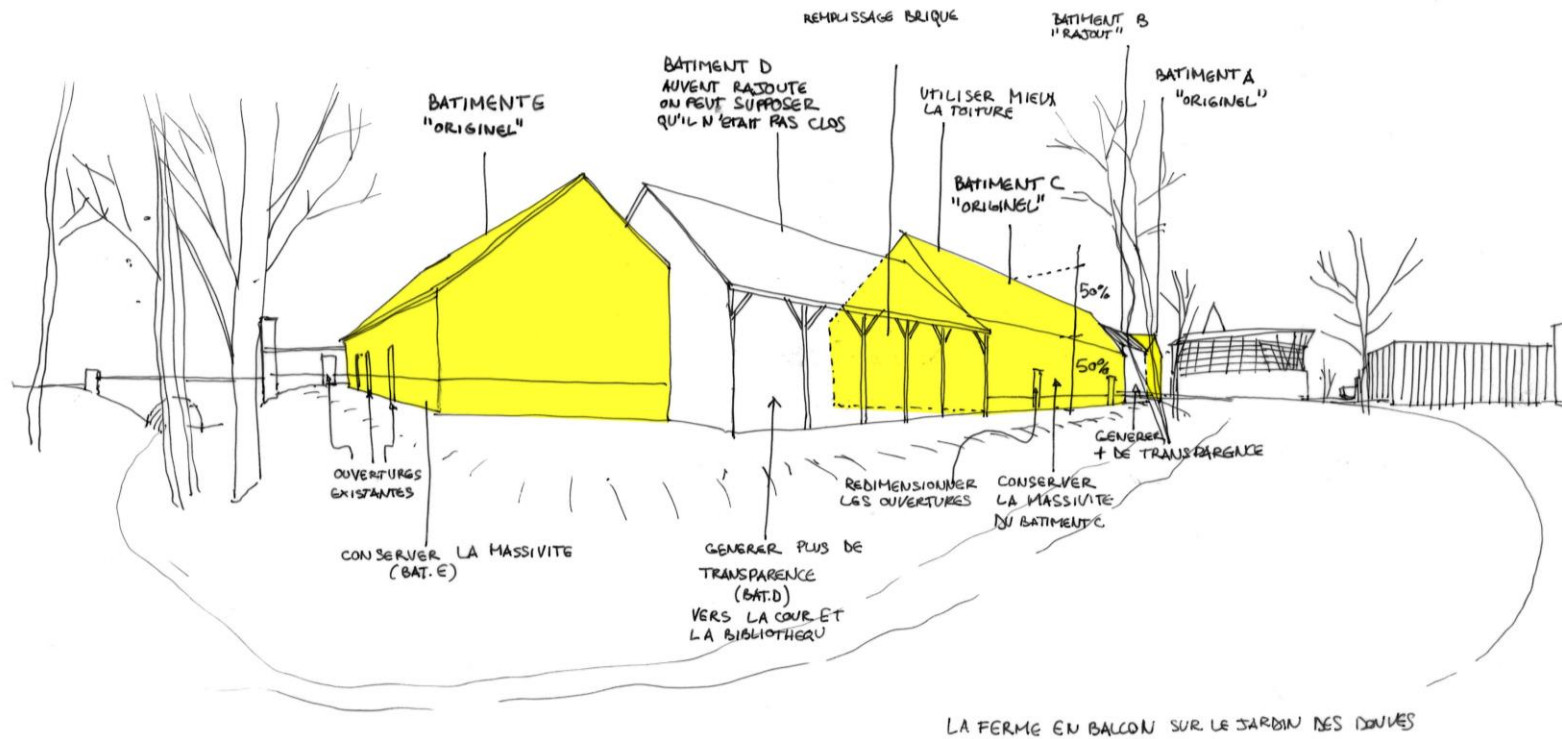 REMPLISSAGE BRIQUE
BATIMENT B
"RAJOUT"
BATIMENT D
AUVENT RAJOUTE
ON PEUT SUPPOSER
QU'IL N'ETAIT PAS CLOS
BATIMENT A
"ORIGINEL"
BATIMENT E
"ORIGINEL"
UTILISER MIEUX
LA TOITURE
BATIMENT C
"ORIGINEL"
50%
50%
OUVERTURES
EXISTANTES
CONSERVER LA MASSIVITE
(BAT. E)
GENERER PLUS DE
TRANSPARENCE
(BAT.D)
VERS LA COUR ET
LA BIBLIOTHEQU
REDIMENSIONNER
LES OUVERTURES
CONSERVER
LA MASSIVITE
DU BATIMENT C
GENERER
+ DE TRANSPARENCE
LA FERME EN BALCON SUR LE JARDIN DES DOUVES